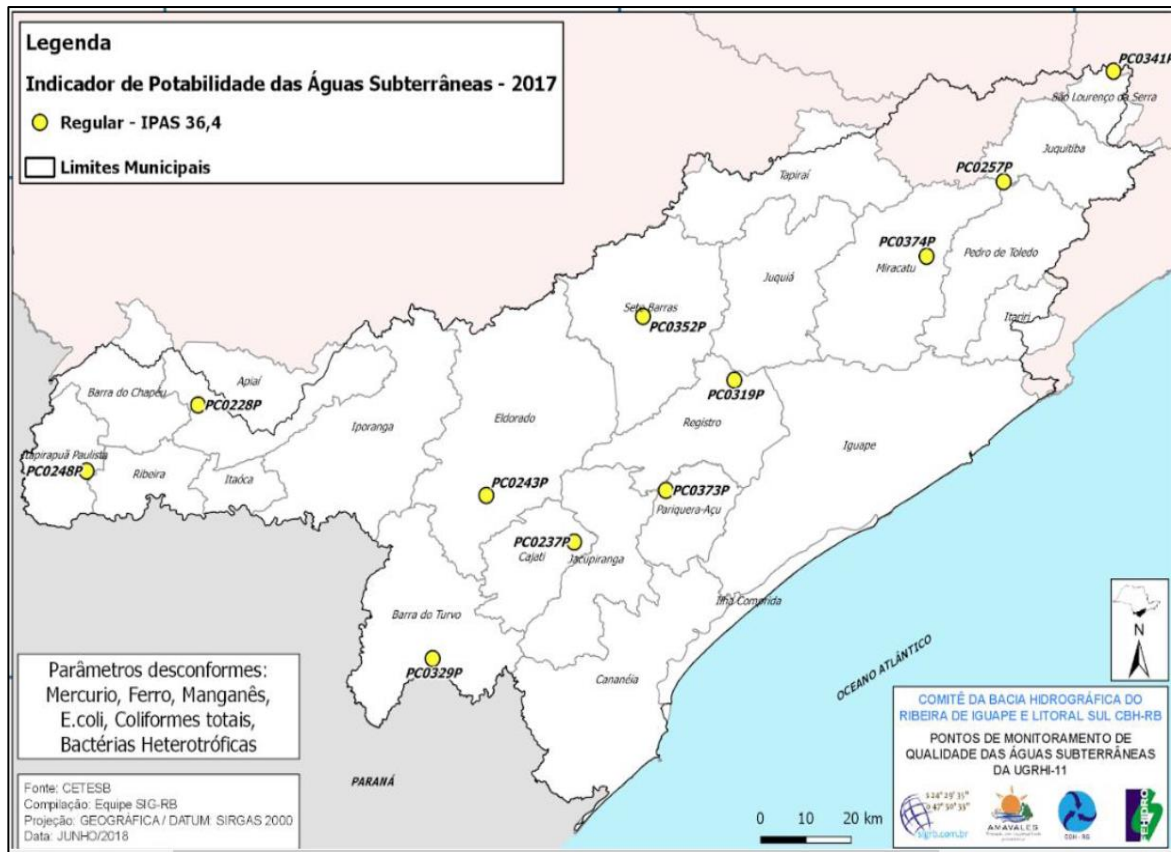 Legenda
Indicador de Potabilidade das Águas Subterrâneas - 2017
Regular - IPAS 36,4
Limites Municipais
PC0341P
São Lourenço da Serra
Juquitiba
PC0257P
Tapiraí
PC0374P
Miracatu
Pedro de Toledo
Juquiá
Itariri
Sete Barras
PC0352P
PC0319P
Registro
Iguape
Barra do Chapéu
Apiaí
PC0228P
Iporanga
Eldorado
Itapirapuã Paulista
PC0248P
Ribeira
Itaóca
PC0243P
PC0373P
Pariquera-Açu
PC0237P
Cajati
Jacupiranga
Barra do Turvo
Ilha Comprida
PC0329P
Cananéia
OCEANO ATLÂNTICO
PARANÁ
N
Parâmetros desconformes:
Mercurio, Ferro, Manganês,
E.coli, Coliformes totais,
Bactérias Heterotróficas
Fonte: CETESB
Compilação: Equipe SIG-RB
Projeção: GEOGRÁFICA / DATUM: SIRGAS 2000
Data: JUNHO/2018
0 10 20 km
COMITÊ DA BACIA HIDROGRÁFICA DO
RIBEIRA DE IGUAPE E LITORAL SUL CBH-RB
PONTOS DE MONITORAMENTO DE
QUALIDADE DAS ÁGUAS SUBTERRÂNEAS
DA UGRHI-11
s 24° 29' 35"
o 47° 50' 33"
sigrb.com.br
AMAVALES
CBH - RB
FEHIDRO